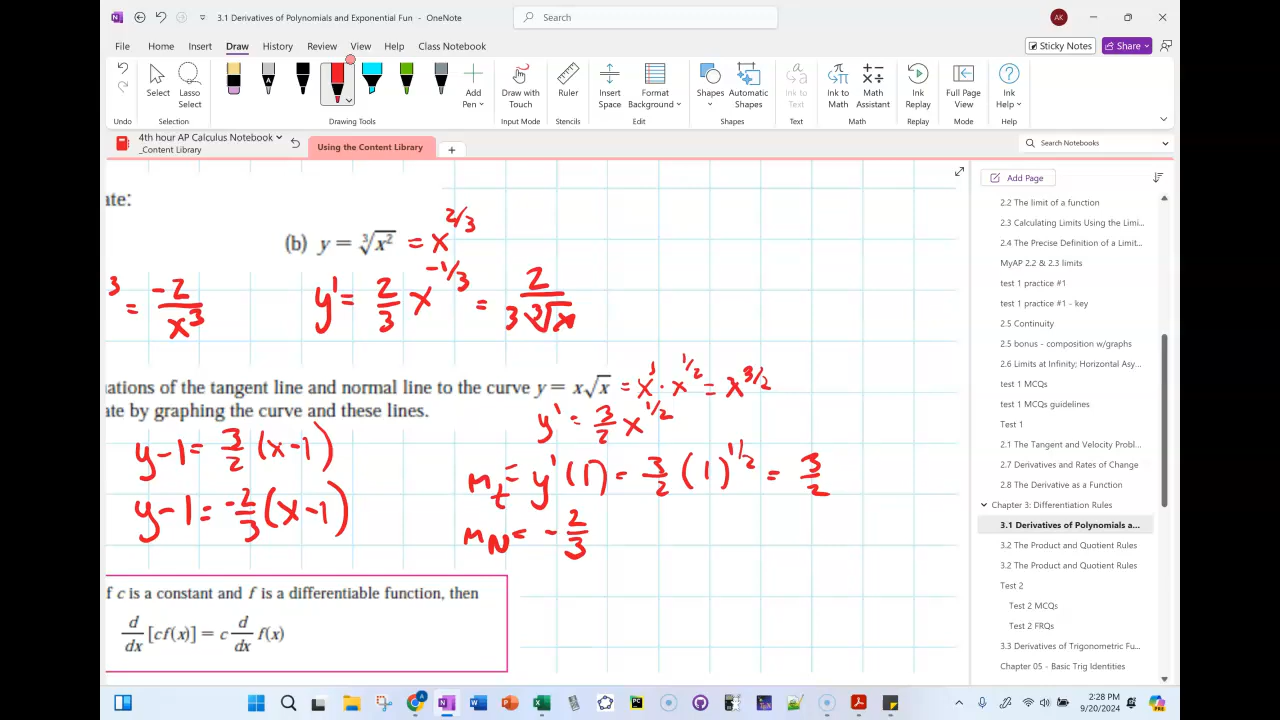 3.1 Derivatives of Polynomials and Exponential Fun - OneNote
Search
AK
File Home Insert Draw History Review View Help Class Notebook
Sticky Notes Share
Undo
Select
Lasso Select
Selection
Add Pen
Drawing Tools
Draw with Touch
Input Mode
Ruler
Stencils
Insert Space
Format Background
Edit
Shapes
Automatic Shapes
Shapes
Ink to Text
Text
Ink to Math
Math Assistant
Math
Ink Replay
Replay
Full Page View
Mode
Ink Help
Help
4th hour AP Calculus Notebook
_Content Library
Using the Content Library
+
Search Notebooks
ate:
(b) y = ∛x² = x^(2/3)
3 = -2/x³
y' = 2/3 x^(-1/3) = 2/(3∛x)
uations of the tangent line and normal line to the curve y = x√x = x¹ · x^(1/2) = x^(3/2)
ate by graphing the curve and these lines.
y' = 3/2 x^(1/2)
y-1 = 3/2 (x-1)
m_t = y'(1) = 3/2 (1)^(1/2) = 3/2
y-1 = -2/3 (x-1)
m_N = -2/3
f c is a constant and f is a differentiable function, then
d/dx [cf(x)] = c d/dx f(x)
Add Page
2.2 The limit of a function
2.3 Calculating Limits Using the Limi...
2.4 The Precise Definition of a Limit...
MyAP 2.2 & 2.3 limits
test 1 practice #1
test 1 practice #1 - key
2.5 Continuity
2.5 bonus - composition w/graphs
2.6 Limits at Infinity; Horizontal Asy...
test 1 MCQs
test 1 MCQs guidelines
Test 1
2.1 The Tangent and Velocity Probl...
2.7 Derivatives and Rates of Change
2.8 The Derivative as a Function
Chapter 3: Differentiation Rules
3.1 Derivatives of Polynomials a...
3.2 The Product and Quotient Rules
3.2 The Product and Quotient Rules
Test 2
Test 2 MCQs
Test 2 FRQs
3.3 Derivatives of Trigonometric Fu...
Chapter 05 - Basic Trig Identities
2:28 PM
9/20/2024